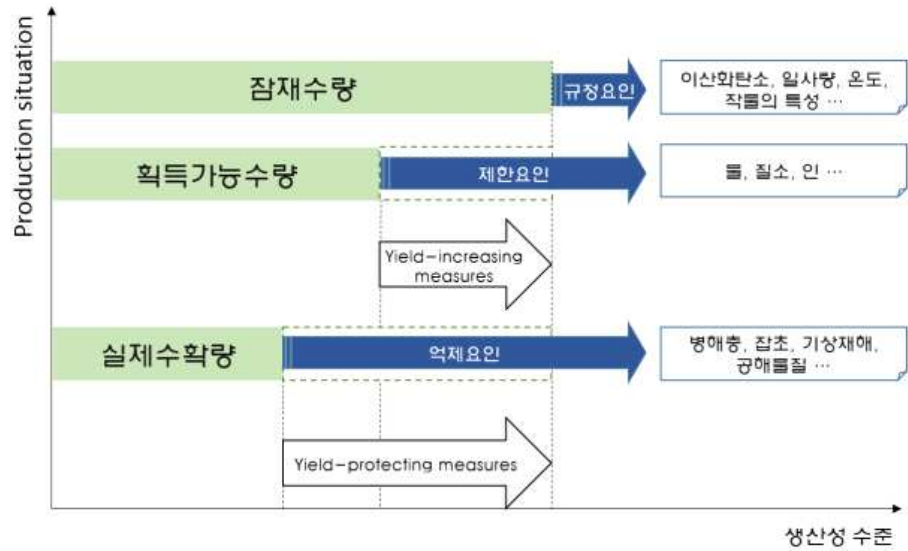 Production situation
잠재수량
규정요인
이산화탄소, 일사량, 온도,
작물의 특성 …
획득가능수량
제한요인
물, 질소, 인 …
Yield-increasing
measures
실제수확량
억제요인
병해충, 잡초, 기상재해,
공해물질 …
Yield-protecting measures
생산성 수준